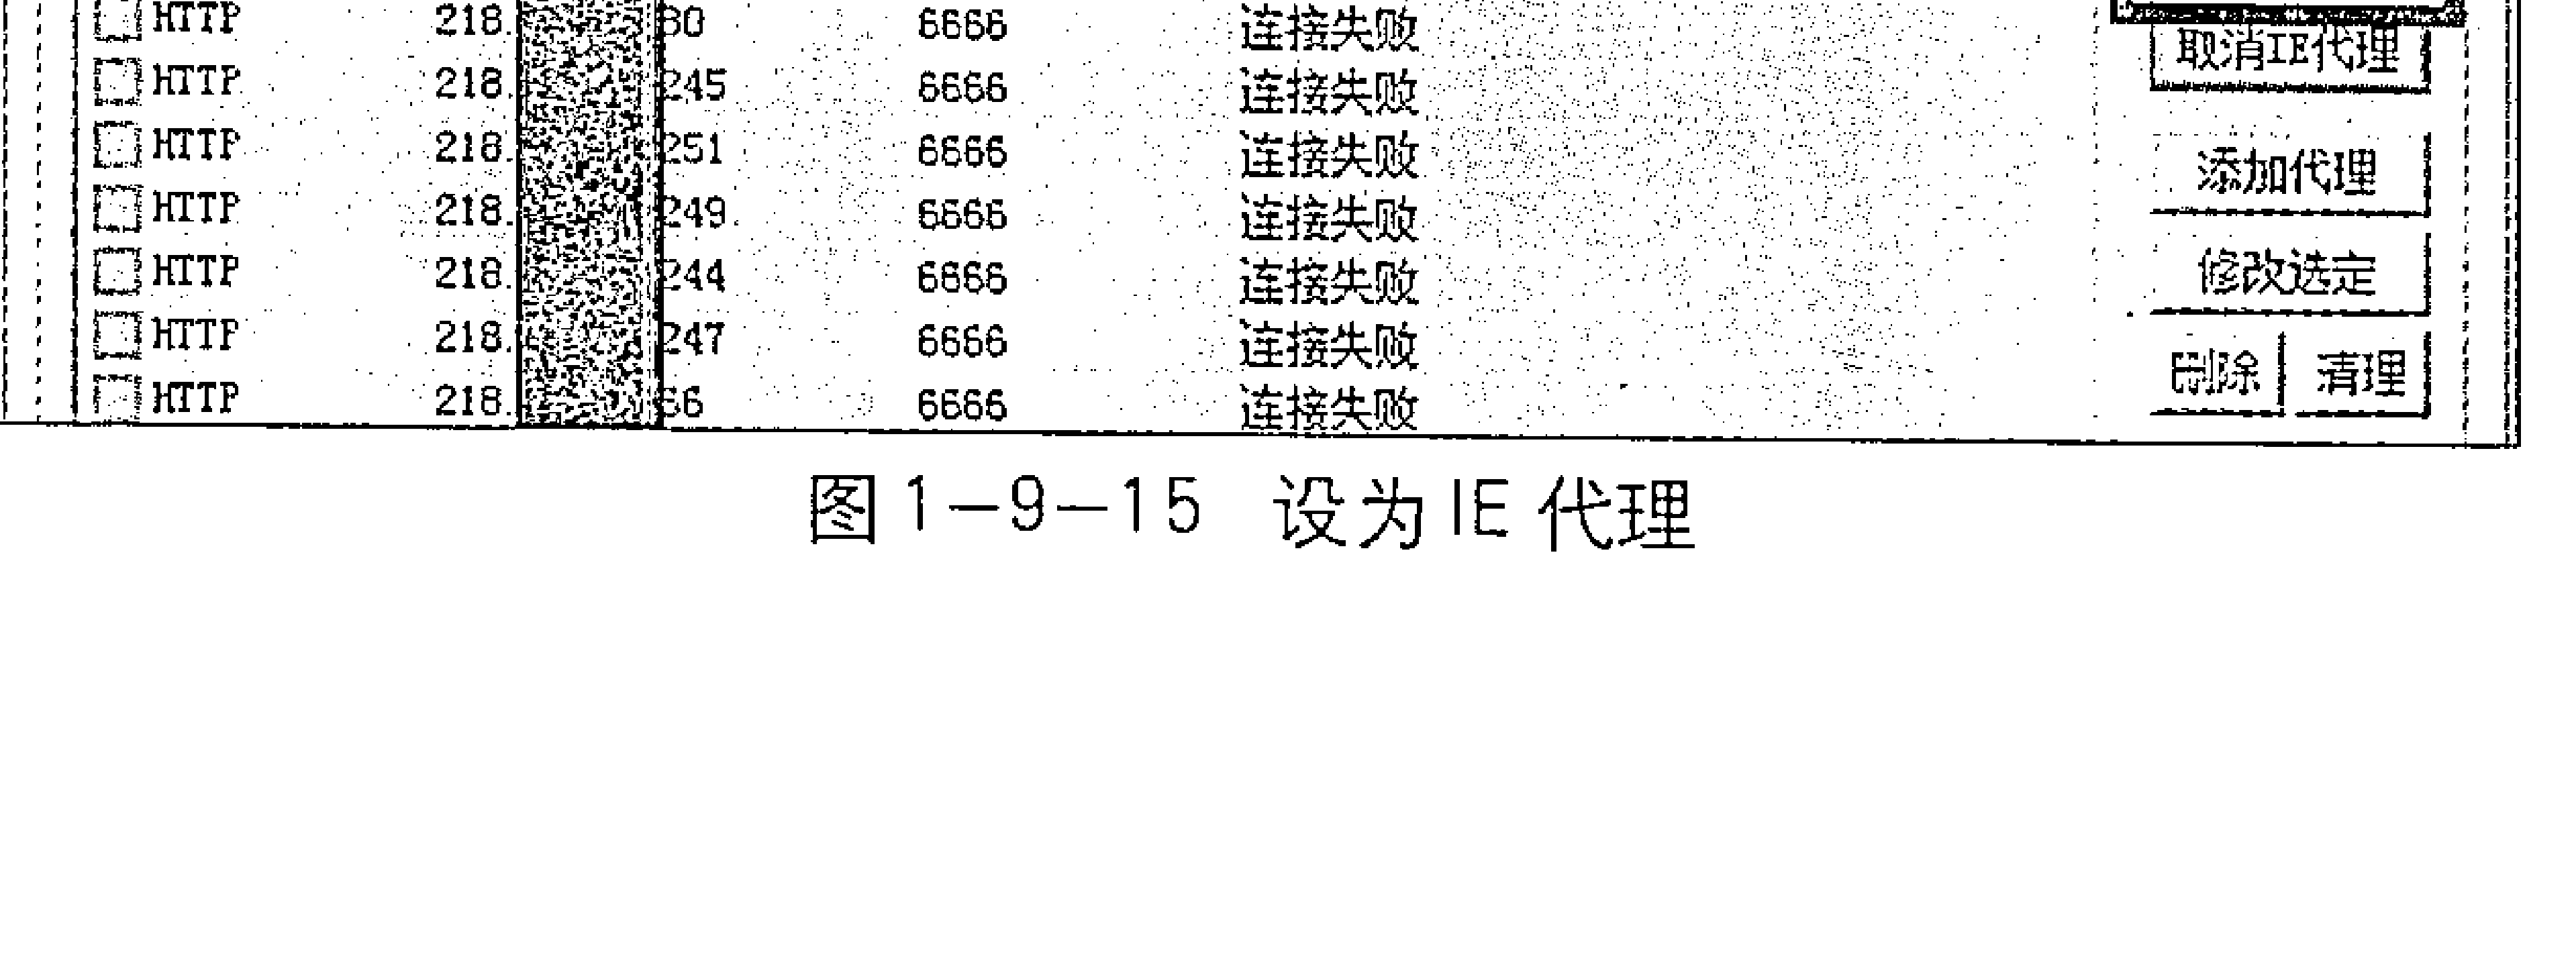 HTTP 218. 80 6666 连接失败
取消IE代理
HTTP 218. 245 6666 连接失败
HTTP 218. 251 6666 连接失败
添加代理
HTTP 218. 249 6666 连接失败
HTTP 218. 244 6666 连接失败
修改选定
HTTP 218. 247 6666 连接失败
删除 清理
HTTP 218. 66 6666 连接失败
图1-9-15 设为IE代理